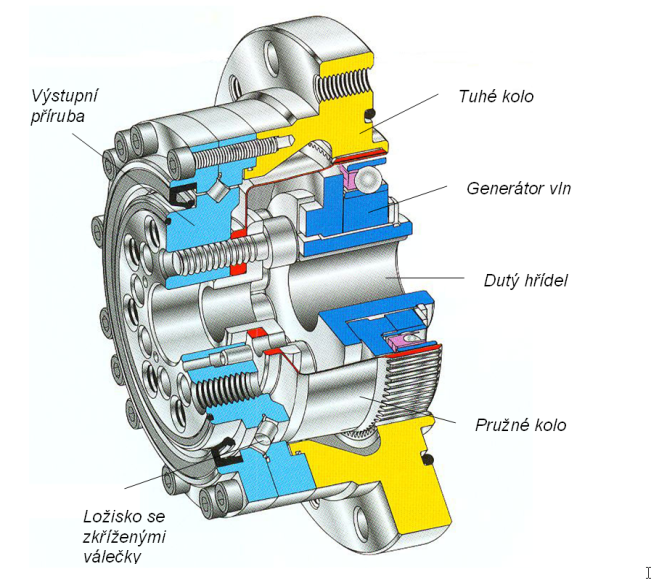 Výstupní
příruba
Tuhé kolo
Generátor vln
Dutý hřídel
Pružné kolo
Ložisko se
zkříženými
válečky